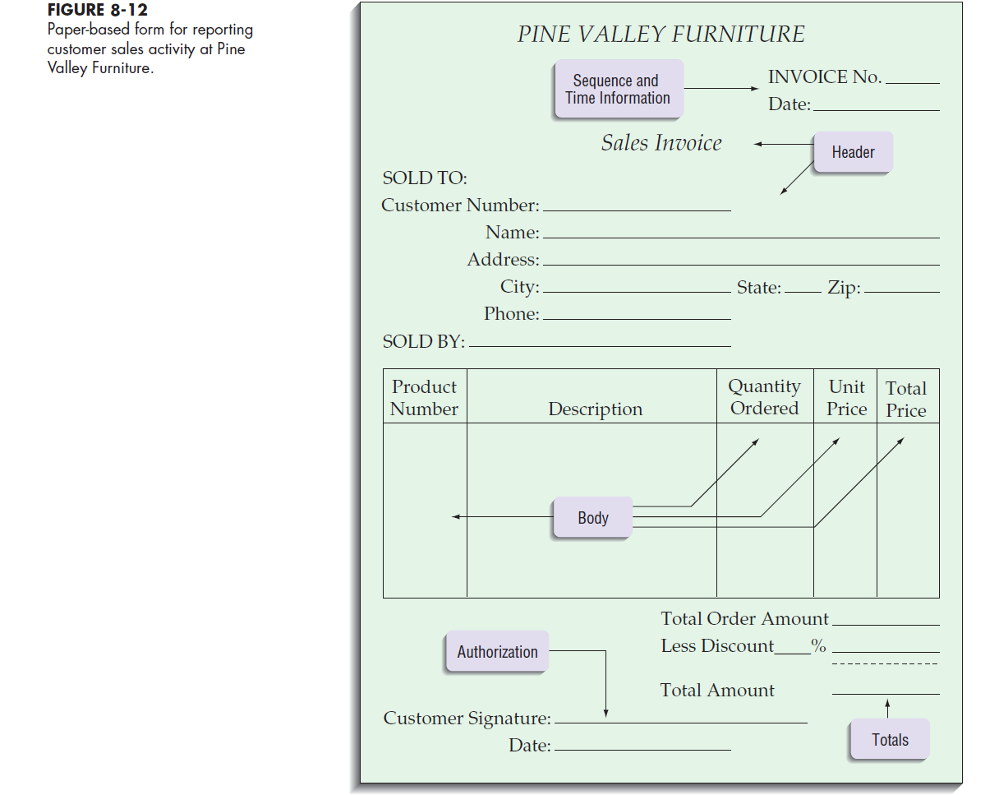 FIGURE 8-12
Paper-based form for reporting
customer sales activity at Pine
Valley Furniture.
PINE VALLEY FURNITURE
Sequence and
Time Information
INVOICE No.
Date:
Sales Invoice
Header
SOLD TO:
Customer Number:
Name:
Address:
City: State: Zip:
Phone:
SOLD BY:
Product
Number
Description
Quantity
Ordered
Unit
Price
Total
Price
Body
Total Order Amount
Less Discount____%
Authorization
Total Amount
Customer Signature:
Date:
Totals